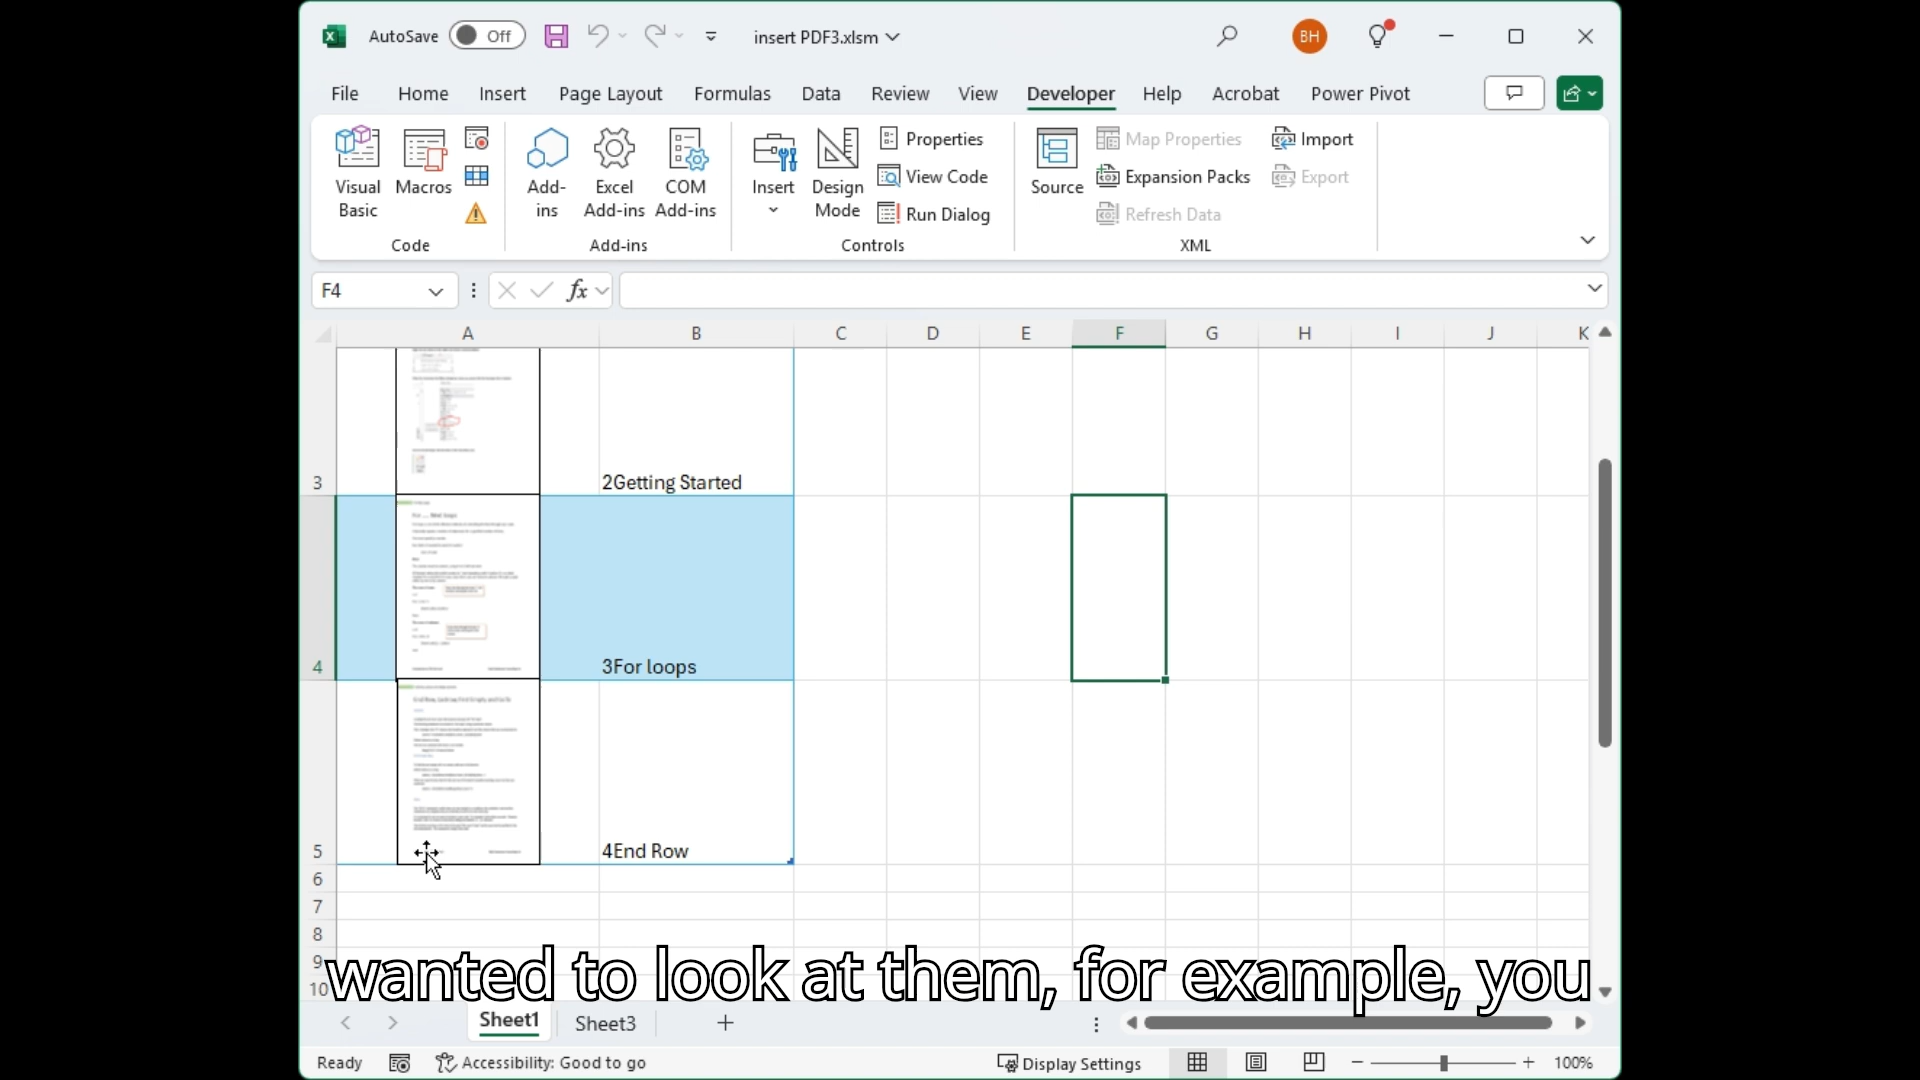 AutoSave Off insert PDF3.xlsm BH
File Home Insert Page Layout Formulas Data Review View Developer Help Acrobat Power Pivot
Visual Basic Macros Add-ins Excel Add-ins COM Add-ins Insert Design Mode Properties View Code Run Dialog Source Map Properties Expansion Packs Refresh Data Import Export
Code Add-ins Controls XML
F4 fx
A B C D E F G H I J K
3 2Getting Started
4 3For loops
5 4End Row
6
7
8
9
10
wanted to look at them, for example, you
Sheet1 Sheet3
Ready Accessibility: Good to go Display Settings 100%